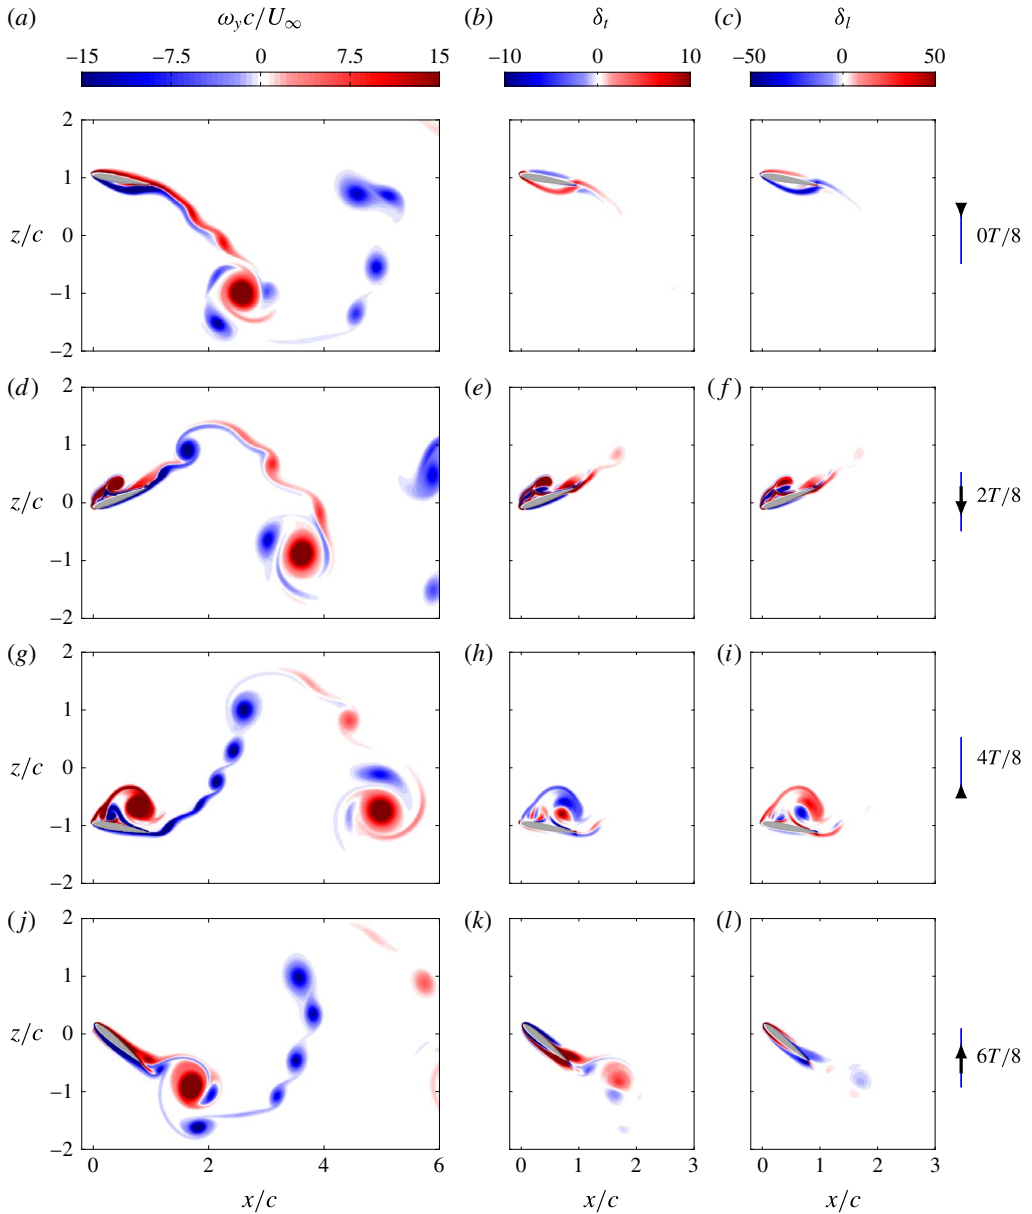 (a) ω_y c/U_∞ (b) δ_t (c) δ_l
−15 −7.5 0 7.5 15 −10 0 10 −50 0 50
2
1
z/c 0 0T/8
−1
−2
(d) 2 (e) (f)
1
z/c 0 2T/8
−1
−2
(g) 2 (h) (i)
1
z/c 0 4T/8
−1
−2
(j) 2 (k) (l)
1
z/c 0 6T/8
−1
−2
0 2 4 6 0 1 2 3 0 1 2 3
x/c x/c x/c